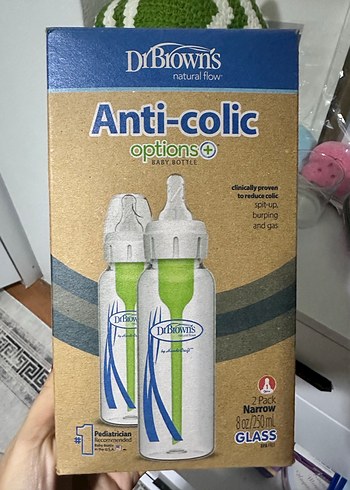 Dr Brown's
natural flow®
Anti-colic
options+
BABY BOTTLE
clinically proven
to reduce colic
spit-up,
burping
and gas
Dr Brown's
Dr Brown's
#1 Pediatrician
Recommended
2 Pack
Narrow
8 oz/250 mL
GLASS